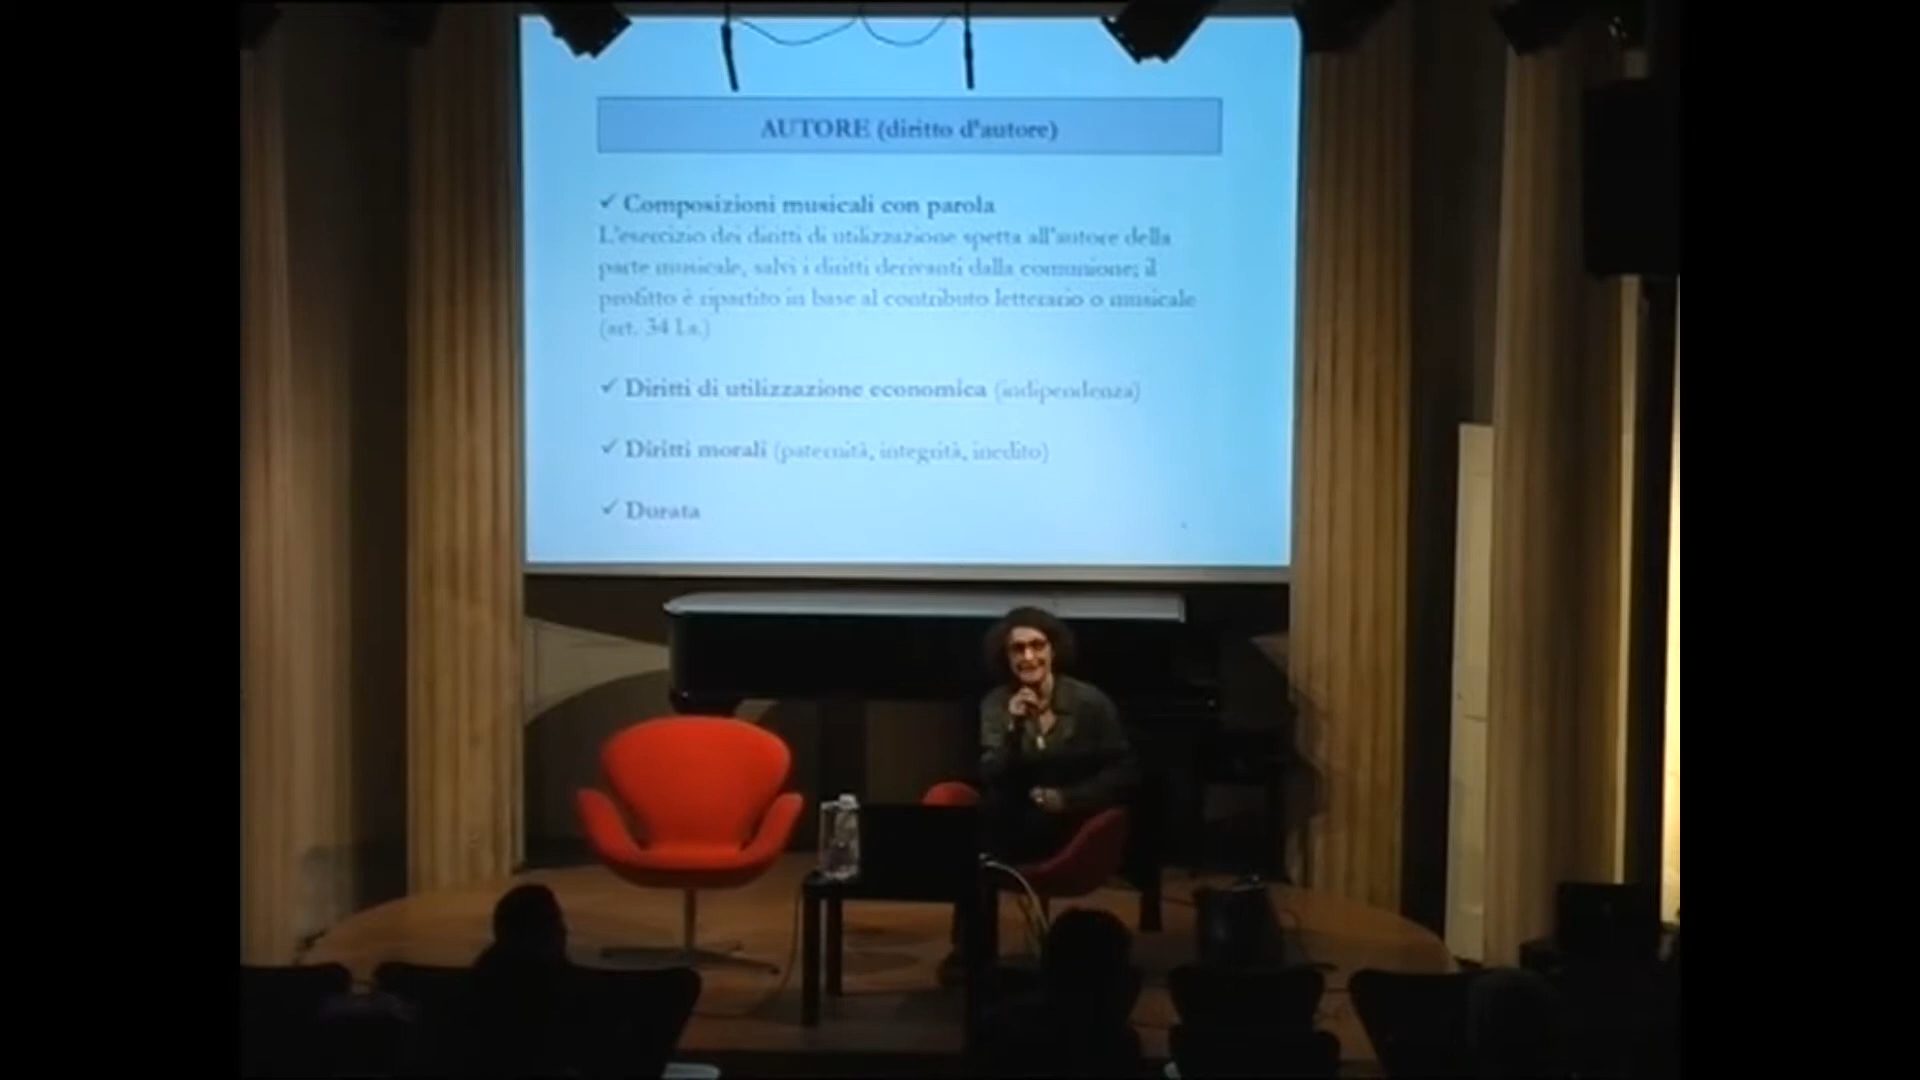 AUTORE (diritto d'autore)
✓ Composizioni musicali con parola
L'esercizio dei diritti di utilizzazione spetta all'autore della
parte musicale, salvi i diritti derivanti dalla comunione; il
profitto è ripartito in base al contributo letterario o musicale
(art. 34 l.a.)
✓ Diritti di utilizzazione economica (indipendenza)
✓ Diritti morali (paternità, integrità, inedito)
✓ Durata